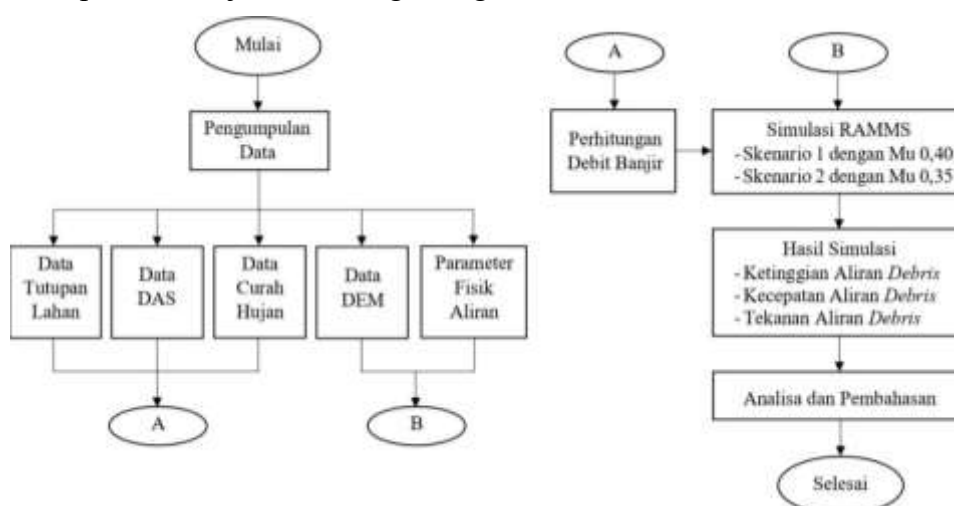 Mulai
Pengumpulan
Data
Data
Tutupan
Lahan
Data
DAS
Data
Curah
Hujan
Data
DEM
Parameter
Fisik
Aliran
A
B
A
B
Perhitungan
Debit Banjir
Simulasi RAMMS
-Skenario 1 dengan Mu 0,40
-Skenario 2 dengan Mu 0,35
Hasil Simulasi
- Ketinggian Aliran Debris
- Kecepatan Aliran Debris
- Tekanan Aliran Debris
Analisa dan Pembahasan
Selesai